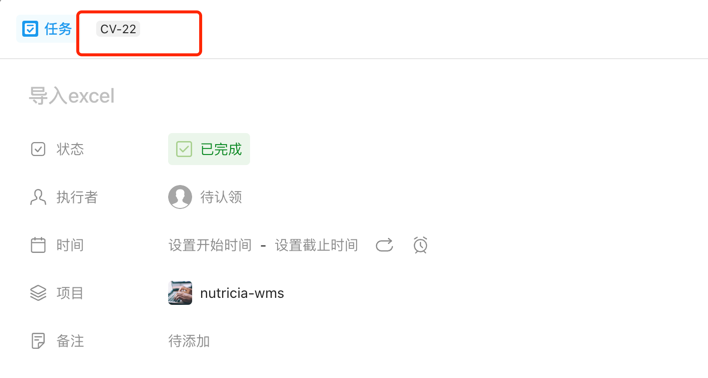 任务 CV-22
导入excel
状态 已完成
执行者 待认领
时间 设置开始时间 - 设置截止时间
项目 nutricia-wms
备注 待添加